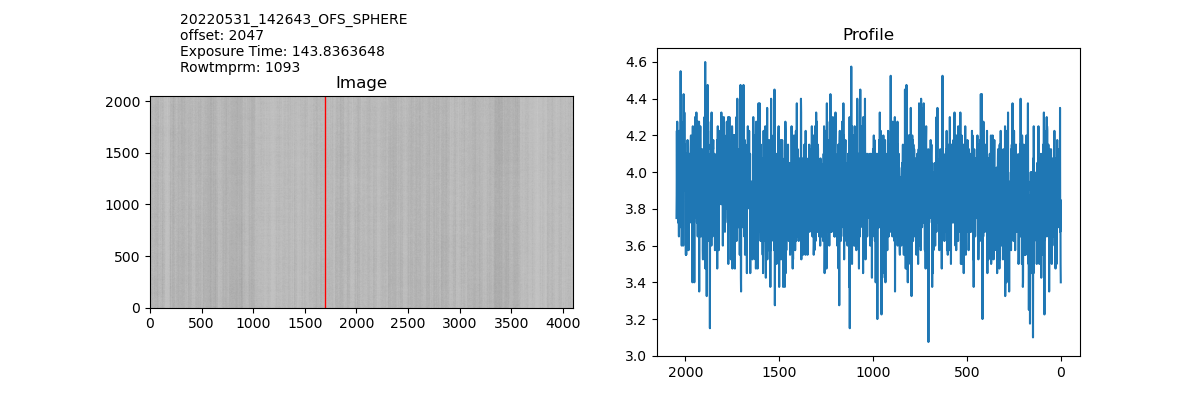 20220531_142643_OFS_SPHERE
offset: 2047
Exposure Time: 143.8363648
Rowtmprm: 1093
Image
2000
1500
1000
500
0
0 500 1000 1500 2000 2500 3000 3500 4000
Profile
4.6
4.4
4.2
4.0
3.8
3.6
3.4
3.2
3.0
2000 1500 1000 500 0